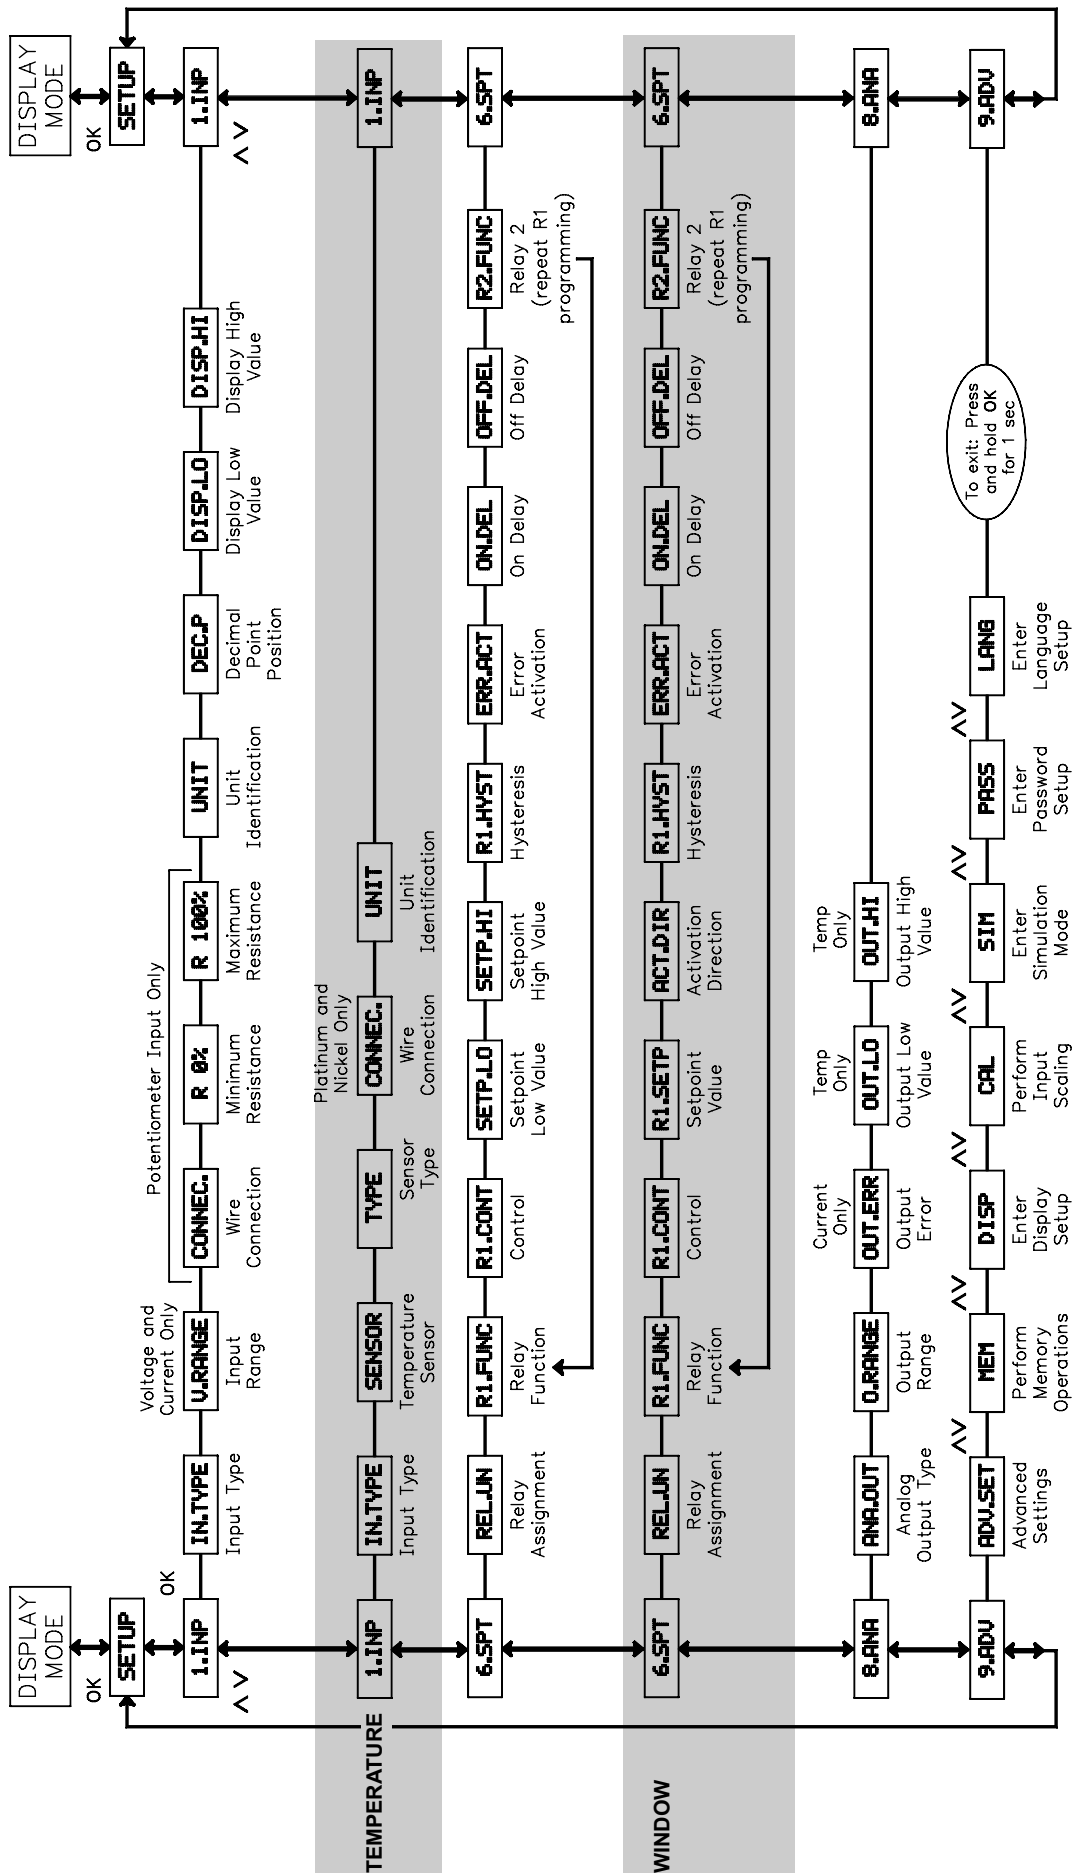 DISPLAY
MODE
DISPLAY
MODE
OK
OK
SETUP
SETUP
OK
Voltage and
Current Only
Potentiometer Input Only
1.INP
IN.TYPE
V.RANGE
CONNEC.
R 0%
R 100%
UNIT
DEC.P
DISP.LO
DISP.HI
1.INP
Input Type
Input
Range
Wire
Connection
Minimum
Resistance
Maximum
Resistance
Unit
Identification
Decimal
Point
Position
Display Low
Value
Display High
Value
TEMPERATURE
Platinum and
Nickel Only
1.INP
IN.TYPE
SENSOR
TYPE
CONNEC.
UNIT
1.INP
Input Type
Temperature
Sensor
Sensor
Type
Wire
Connection
Unit
Identification
6.SPT
REL.UN
R1.FUNC
R1.CONT
SETP.LO
SETP.HI
R1.HYST
ERR.ACT
ON.DEL
OFF.DEL
R2.FUNC
6.SPT
Relay
Assignment
Relay
Function
Control
Setpoint
Low Value
Setpoint
High Value
Hysteresis
Error
Activation
On Delay
Off Delay
Relay 2
(repeat R1
programming)
WINDOW
6.SPT
REL.UN
R1.FUNC
R1.CONT
R1.SETP
ACT.DIR
R1.HYST
ERR.ACT
ON.DEL
OFF.DEL
R2.FUNC
6.SPT
Relay
Assignment
Relay
Function
Control
Setpoint
Value
Activation
Direction
Hysteresis
Error
Activation
On Delay
Off Delay
Relay 2
(repeat R1
programming)
Current
Only
Temp
Only
Temp
Only
8.ANA
ANA.OUT
O.RANGE
OUT.ERR
OUT.LO
OUT.HI
8.ANA
Analog
Output Type
Output
Range
Output
Error
Output Low
Value
Output High
Value
9.ADV
ADV.SET
MEM
DISP
CAL
SIM
PASS
LANG
To exit: Press
and hold OK
for 1 sec
9.ADV
Advanced
Settings
Perform
Memory
Operations
Enter
Display
Setup
Perform
Input
Scaling
Enter
Simulation
Mode
Enter
Password
Setup
Enter
Language
Setup